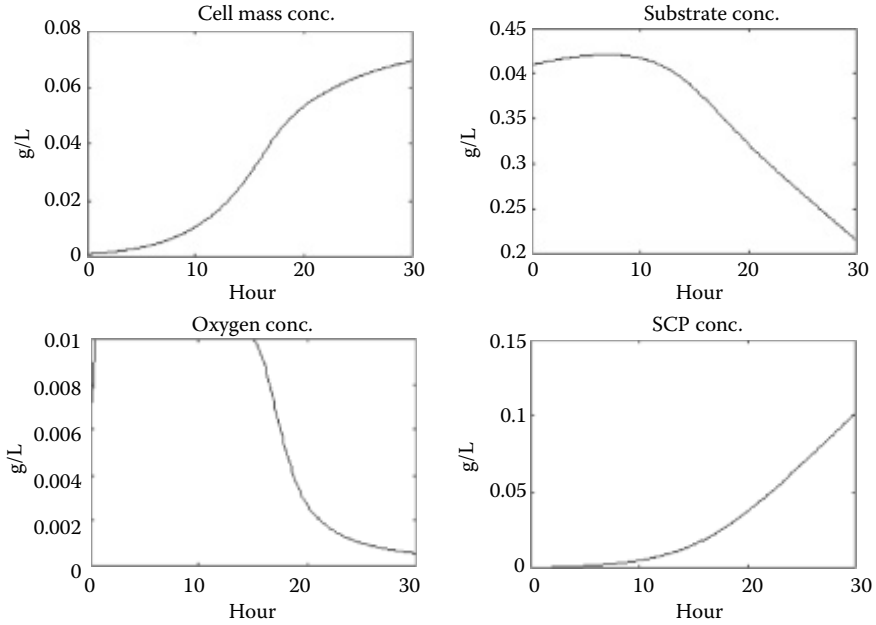 Cell mass conc.
0.08
0.06
0.04
0.02
0
g/L
0 10 20 30
Hour
Substrate conc.
0.45
0.04
0.35
0.3
0.25
0.2
g/L
0 10 20 30
Hour
Oxygen conc.
0.01
0.008
0.006
0.004
0.002
0
g/L
0 10 20 30
Hour
SCP conc.
0.15
0.1
0.05
0
g/L
0 10 20 30
Hour